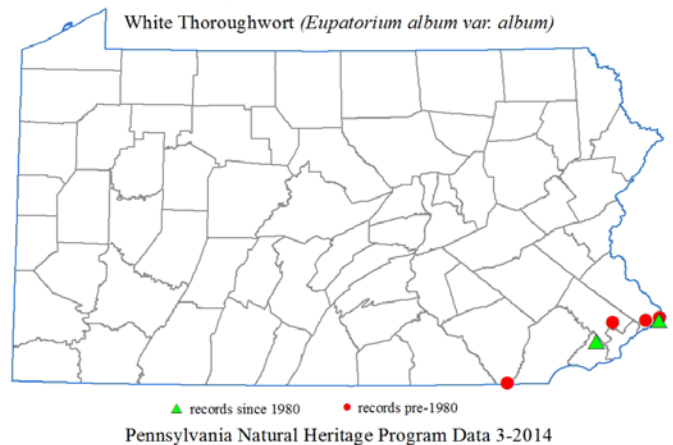 White Thoroughwort (Eupatorium album var. album)
records since 1980 records pre-1980
Pennsylvania Natural Heritage Program Data 3-2014